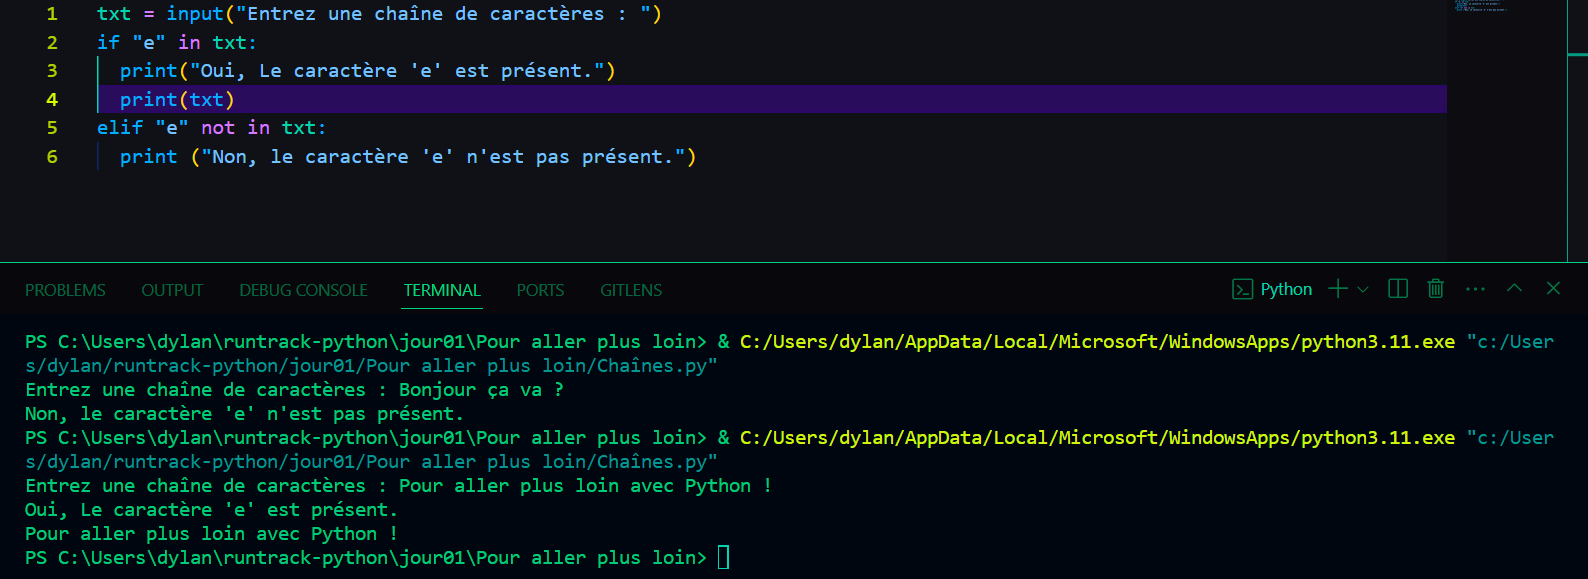 1 txt = input("Entrez une chaîne de caractères : ")
2 if "e" in txt:
3 print("Oui, Le caractère 'e' est présent.")
4 print(txt)
5 elif "e" not in txt:
6 print ("Non, le caractère 'e' n'est pas présent.")
PROBLEMS OUTPUT DEBUG CONSOLE TERMINAL PORTS GITLENS Python
PS C:\Users\dylan\runtrack-python\jour01\Pour aller plus loin> & C:/Users/dylan/AppData/Local/Microsoft/WindowsApps/python3.11.exe "c:/User
s/dylan/runtrack-python/jour01/Pour aller plus loin/Chaînes.py"
Entrez une chaîne de caractères : Bonjour ça va ?
Non, le caractère 'e' n'est pas présent.
PS C:\Users\dylan\runtrack-python\jour01\Pour aller plus loin> & C:/Users/dylan/AppData/Local/Microsoft/WindowsApps/python3.11.exe "c:/User
s/dylan/runtrack-python/jour01/Pour aller plus loin/Chaînes.py"
Entrez une chaîne de caractères : Pour aller plus loin avec Python !
Oui, Le caractère 'e' est présent.
Pour aller plus loin avec Python !
PS C:\Users\dylan\runtrack-python\jour01\Pour aller plus loin>